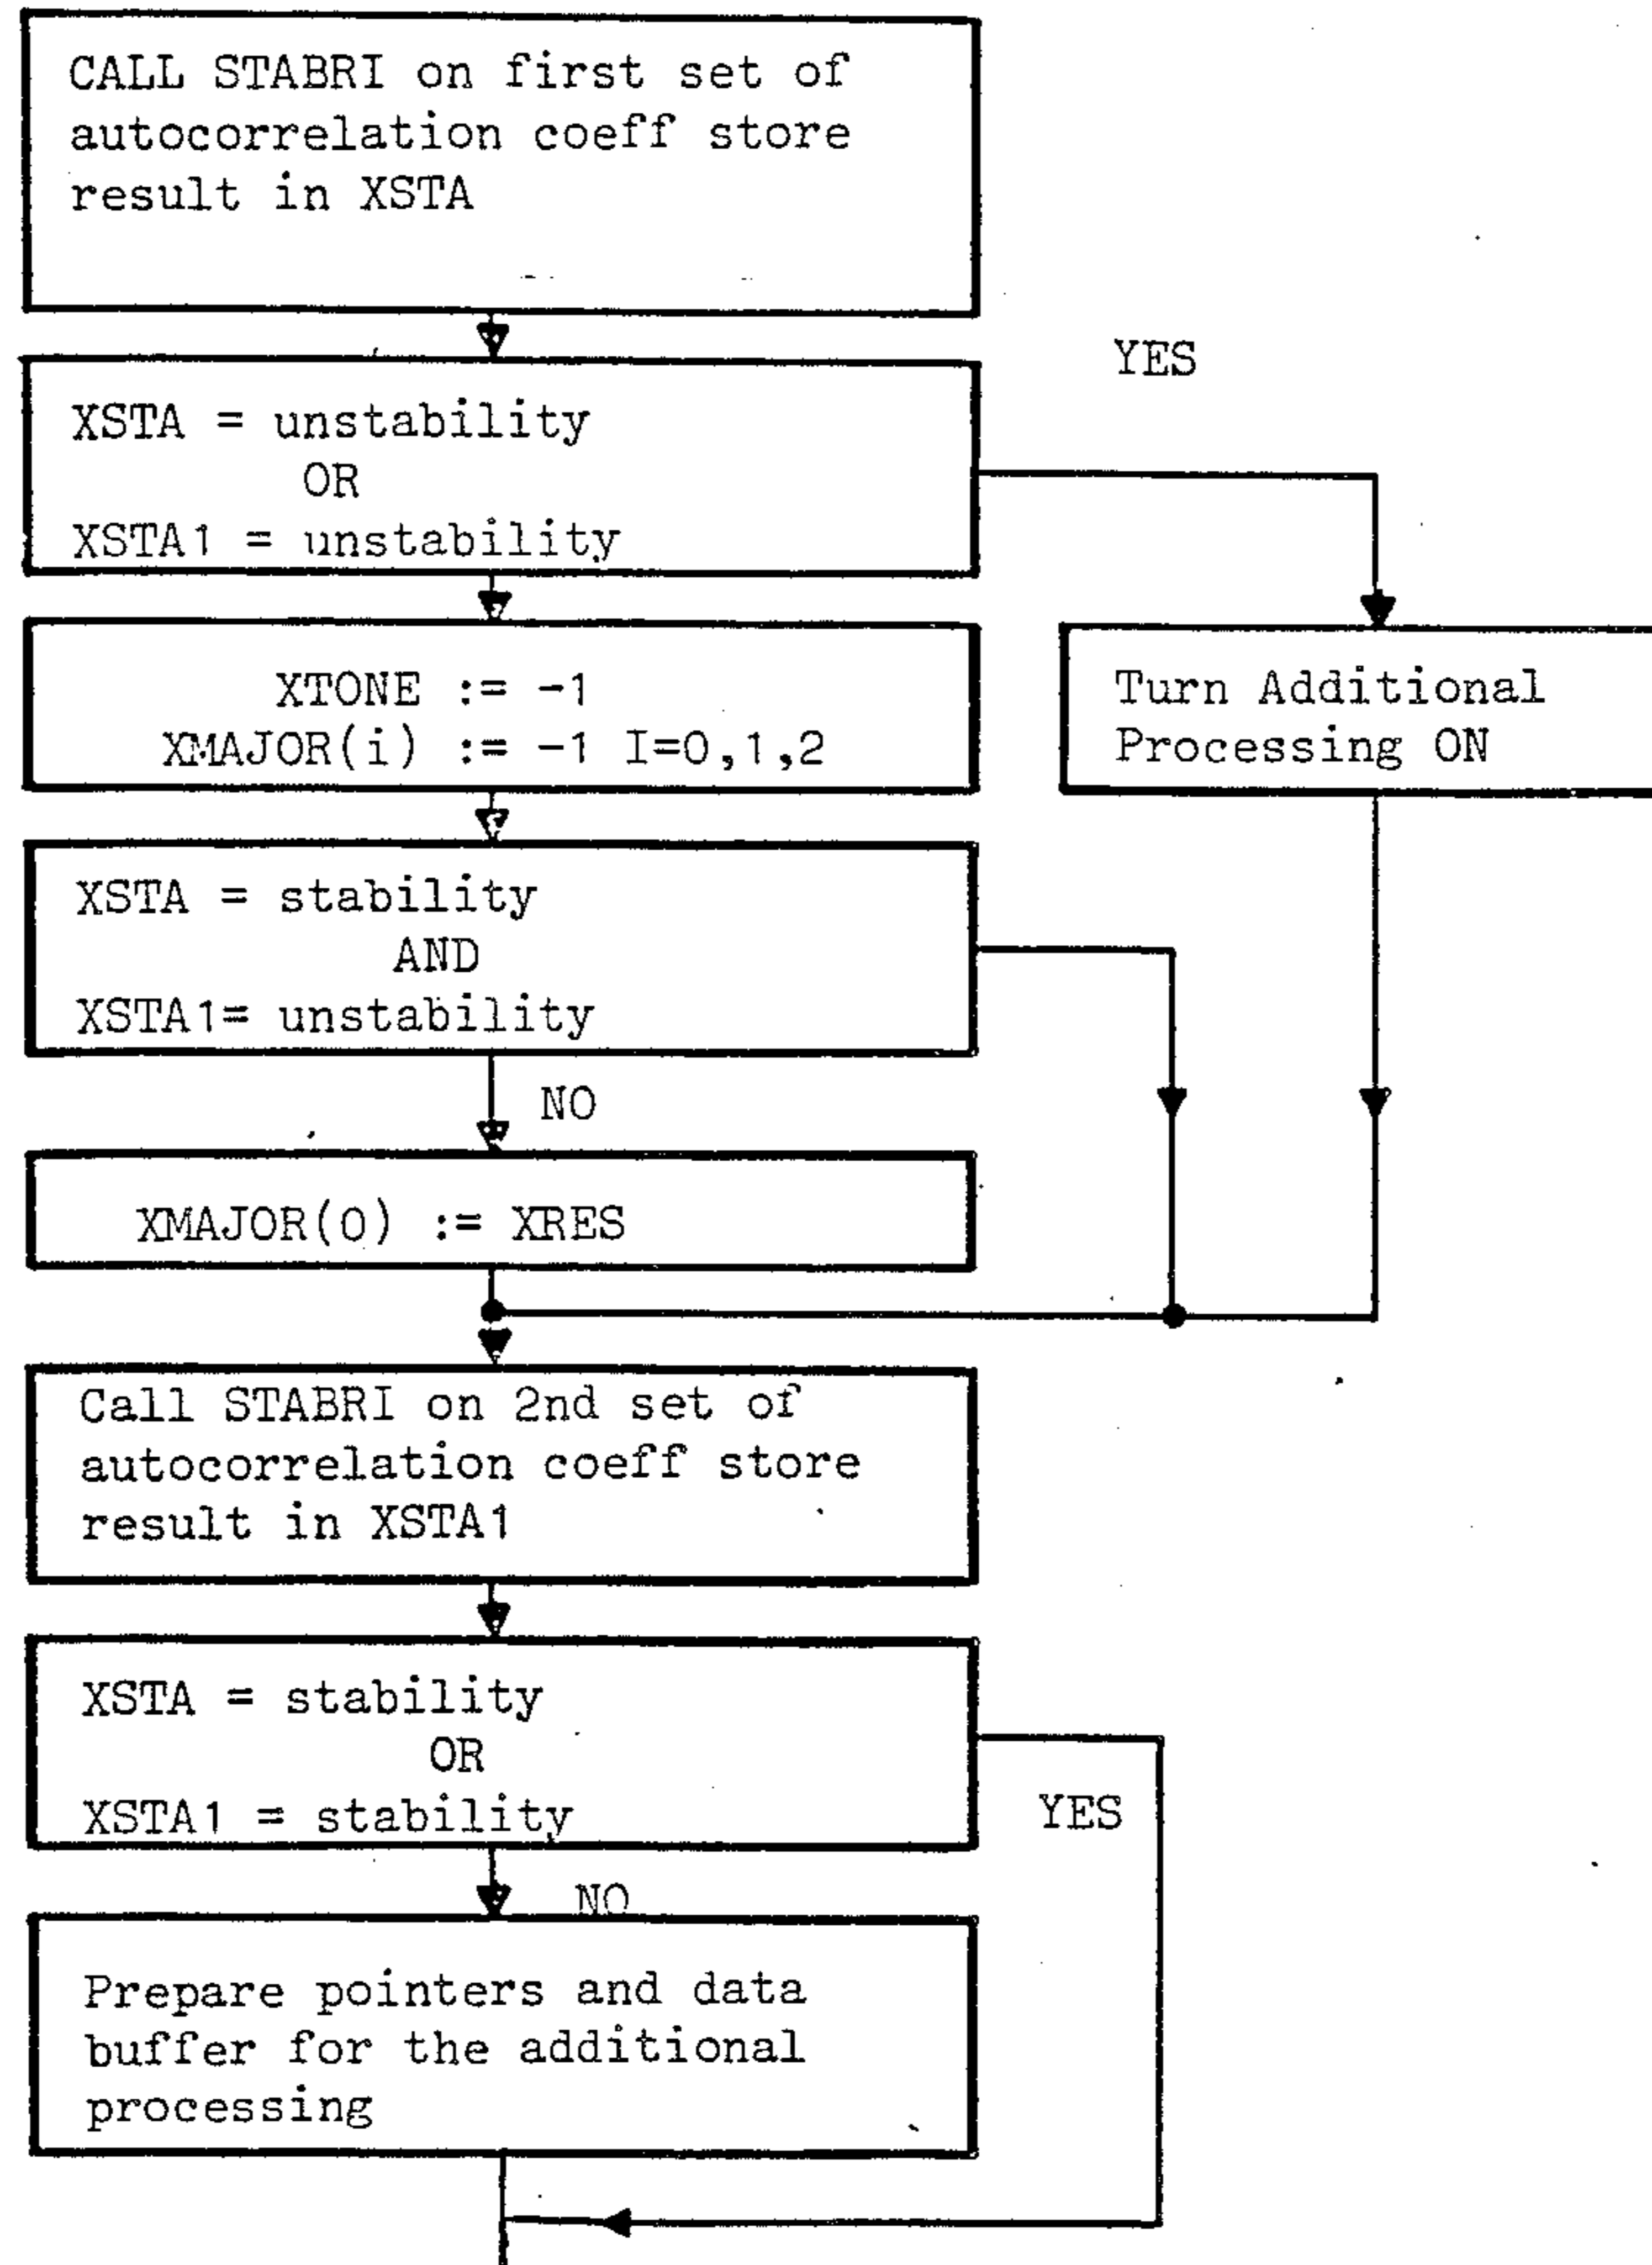 CALL STABRI on first set of
autocorrelation coeff store
result in XSTA
YES
XSTA = unstability
OR
XSTA1 = unstability
XTONE := -1
XMAJOR(i) := -1 I=0,1,2
Turn Additional
Processing ON
XSTA = stability
AND
XSTA1= unstability
NO
XMAJOR(0) := XRES
Call STABRI on 2nd set of
autocorrelation coeff store
result in XSTA1
XSTA = stability
OR
XSTA1 = stability
YES
NO
Prepare pointers and data
buffer for the additional
processing